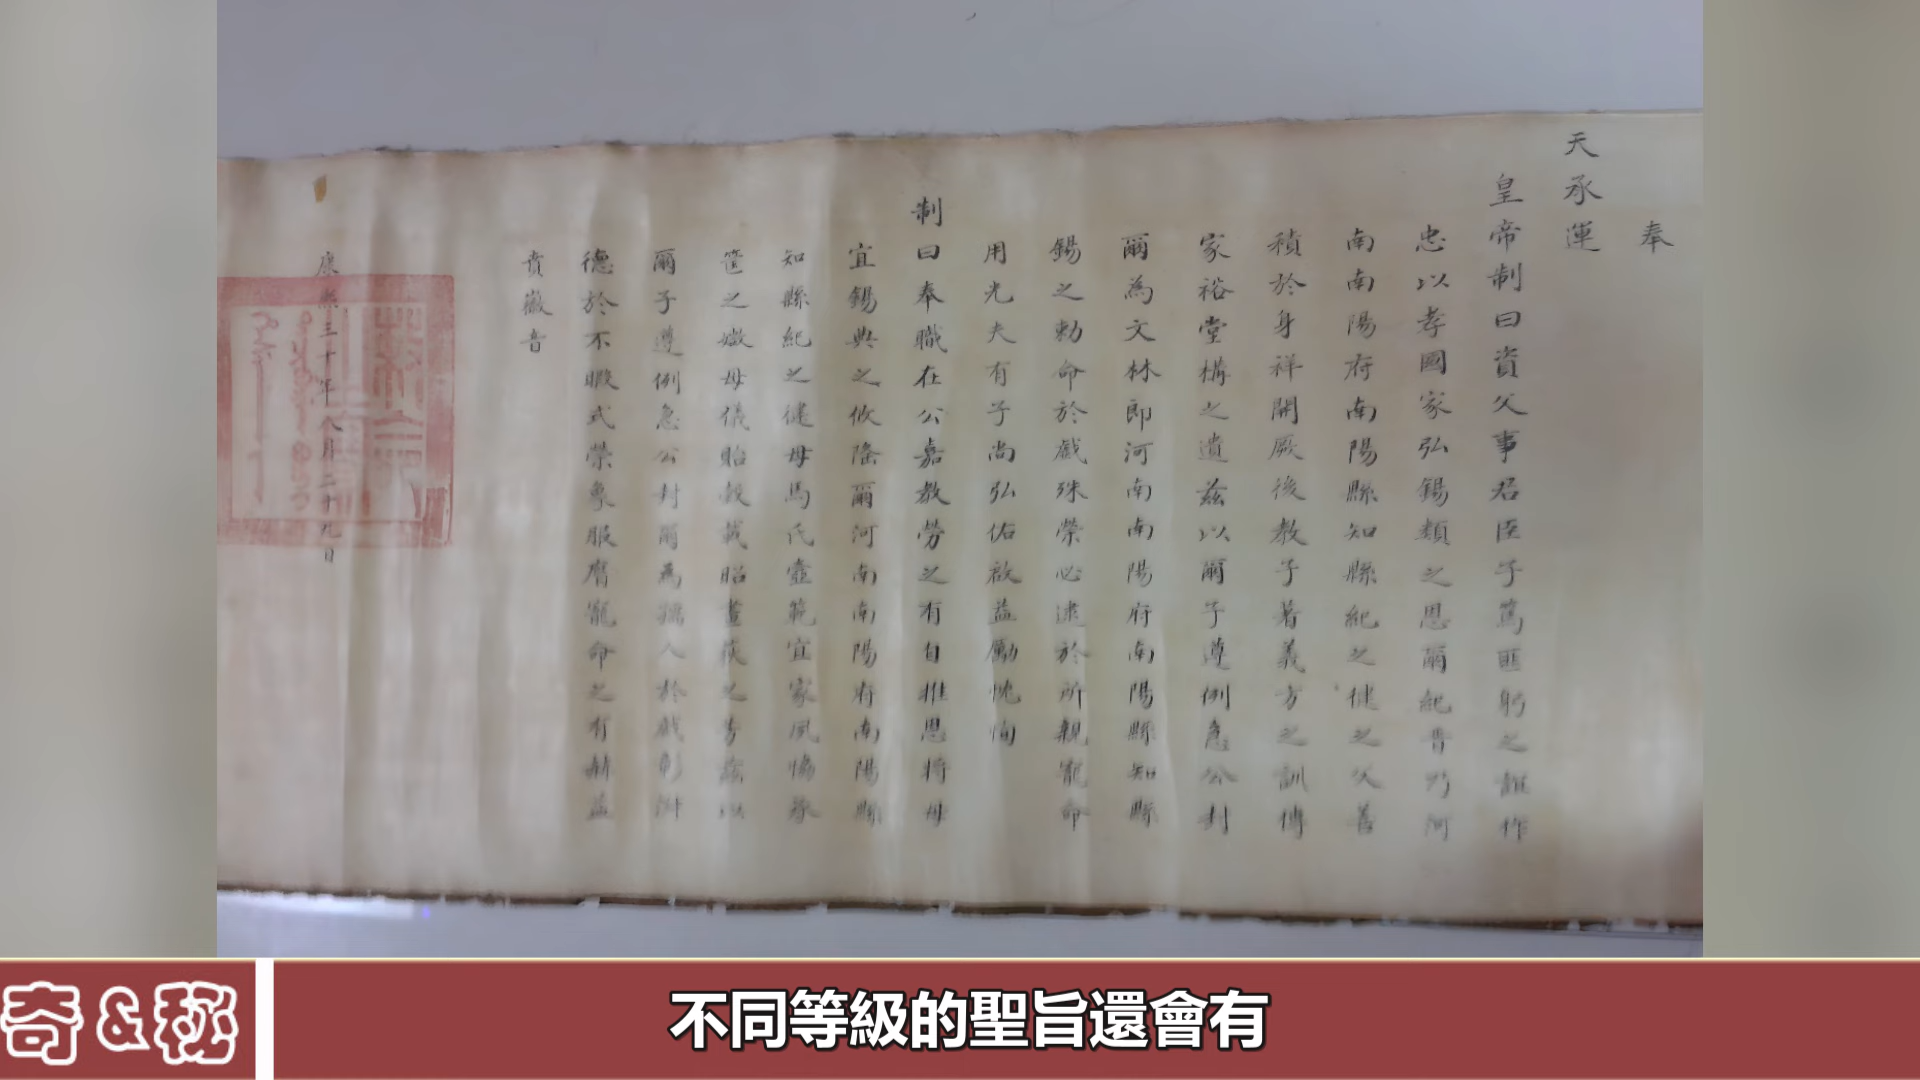 奉
天承運
皇帝制曰資父事君臣子篤匪躬之誼作
忠以孝國家弘錫類之恩爾紀晋乃河
南南陽府南陽縣知縣紀之健之父善
積於身祥開厥後教子著義方之訓傳
家裕堂構之遺茲以爾子遵例急公封
爾為文林郎河南南陽府南陽縣知縣
錫之勅命於戲殊榮必逮於所親寵命
用光夫有子尚弘佑啟益勵忱恂
制曰奉職在公嘉教勞之有自推恩將母
宜錫典之攸隆爾河南南陽府南陽縣
知縣紀之健母馬氏壼範宜家夙協承
筐之媺母儀貽穀載昭畫荻之芳茲以
爾子遵例急公封爾為孺人於戲彰淑
德於不瑕式榮象服膺寵命之有赫益
賁徽音
康熙三十年八月二十九日
奇&秘
不同等級的聖旨還會有